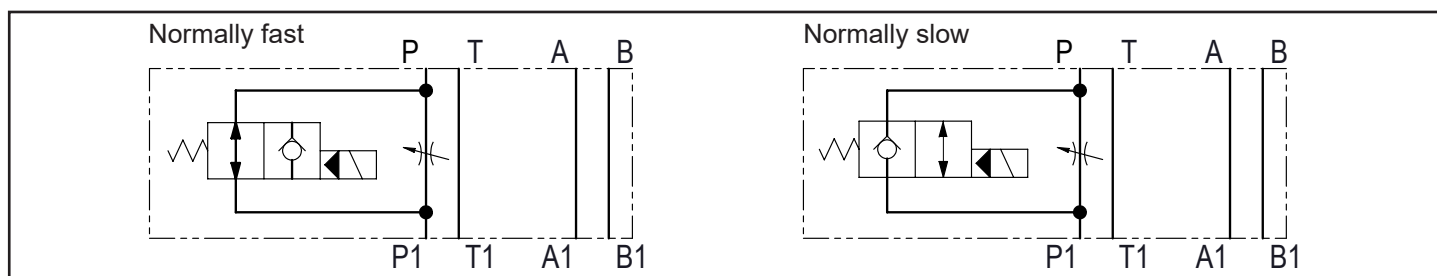 Normally fast
P T A B
P1 T1 A1 B1
Normally slow
P T A B
P1 T1 A1 B1